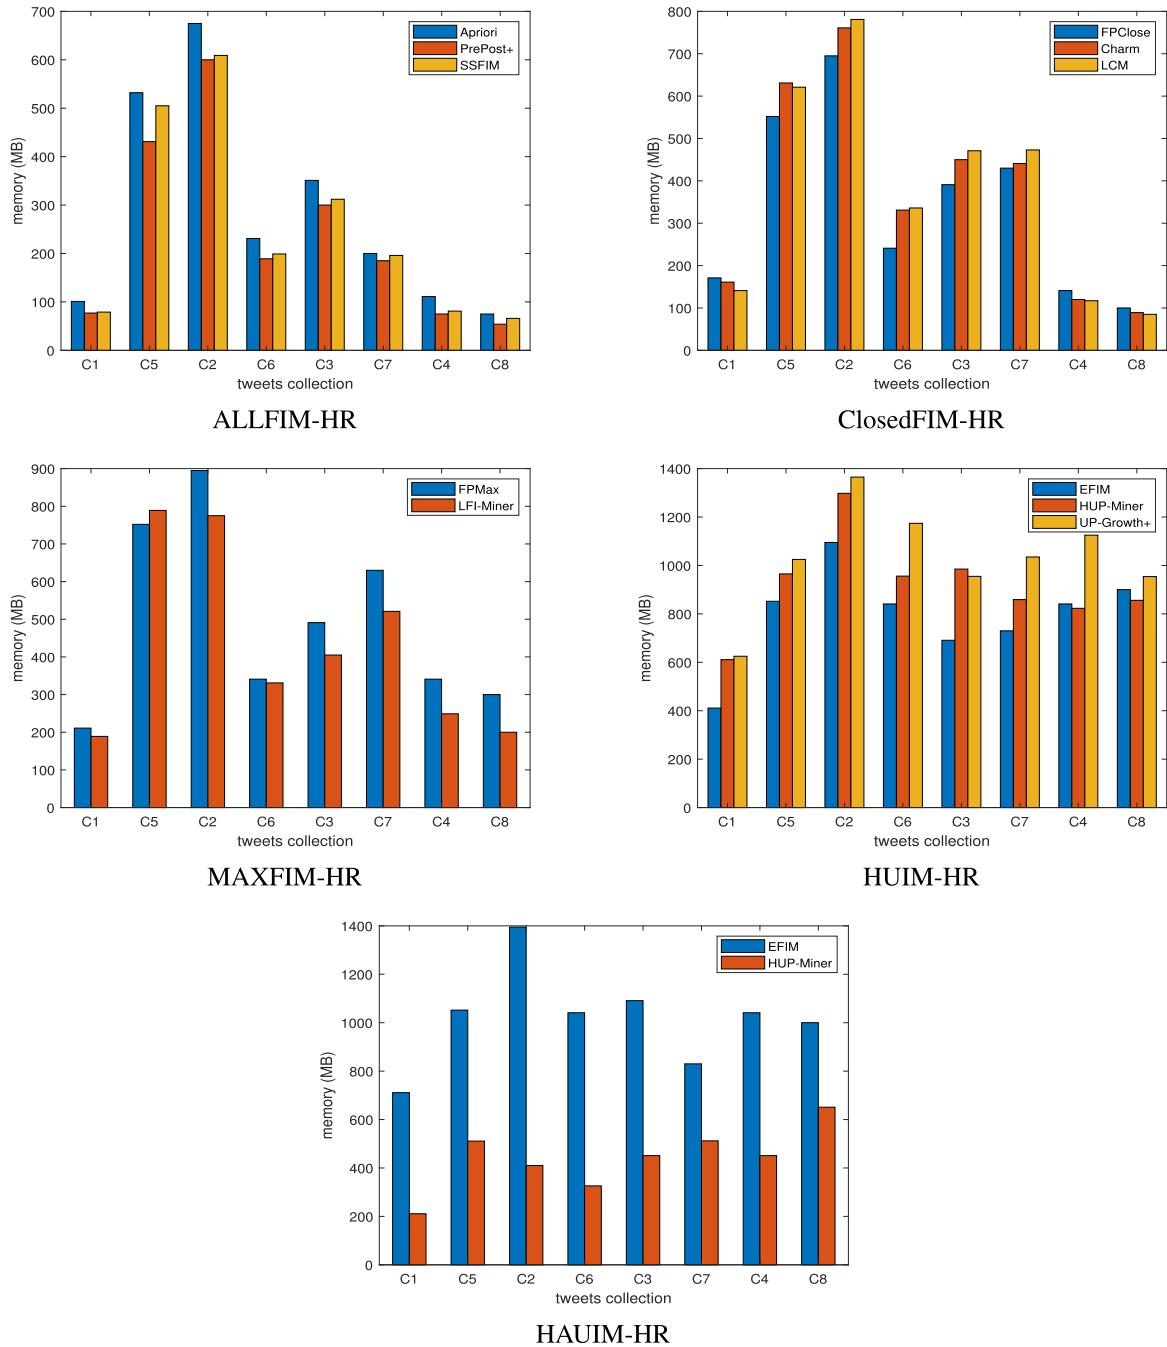 700
600
500
400
300
200
100
0
memory (MB)
Apriori
PrePost+
SSFIM
C1 C5 C2 C6 C3 C7 C4 C8
tweets collection
ALLFIM-HR
800
700
600
500
400
300
200
100
0
memory (MB)
FPClose
Charm
LCM
C1 C5 C2 C6 C3 C7 C4 C8
tweets collection
ClosedFIM-HR
900
800
700
600
500
400
300
200
100
0
memory (MB)
FPMax
LFI-Miner
C1 C5 C2 C6 C3 C7 C4 C8
tweets collection
MAXFIM-HR
1400
1200
1000
800
600
400
200
0
memory (MB)
EFIM
HUP-Miner
UP-Growth+
C1 C5 C2 C6 C3 C7 C4 C8
tweets collection
HUIM-HR
1400
1200
1000
800
600
400
200
0
memory (MB)
EFIM
HUP-Miner
C1 C5 C2 C6 C3 C7 C4 C8
tweets collection
HAUIM-HR